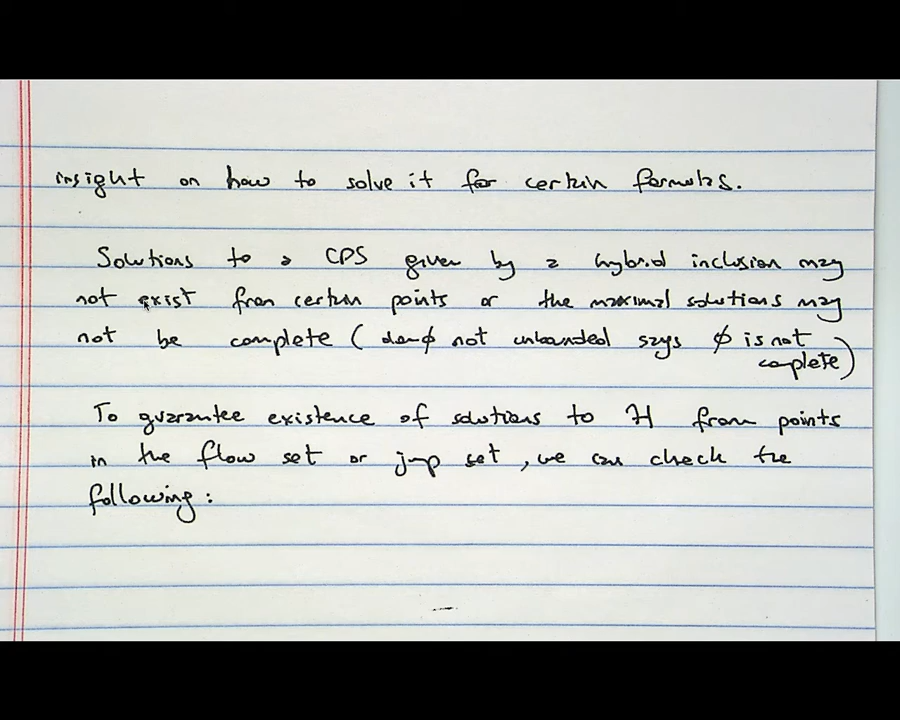 insight on how to solve it for certain formulas.
Solutions to a CPS given by a hybrid inclusion may
not exist from certain points or the maximal solutions may
not be complete ( dom ϕ not unbounded says ϕ is not
complete)
To guarantee existence of solutions to H from points
in the flow set or jump set, we can check the
following: